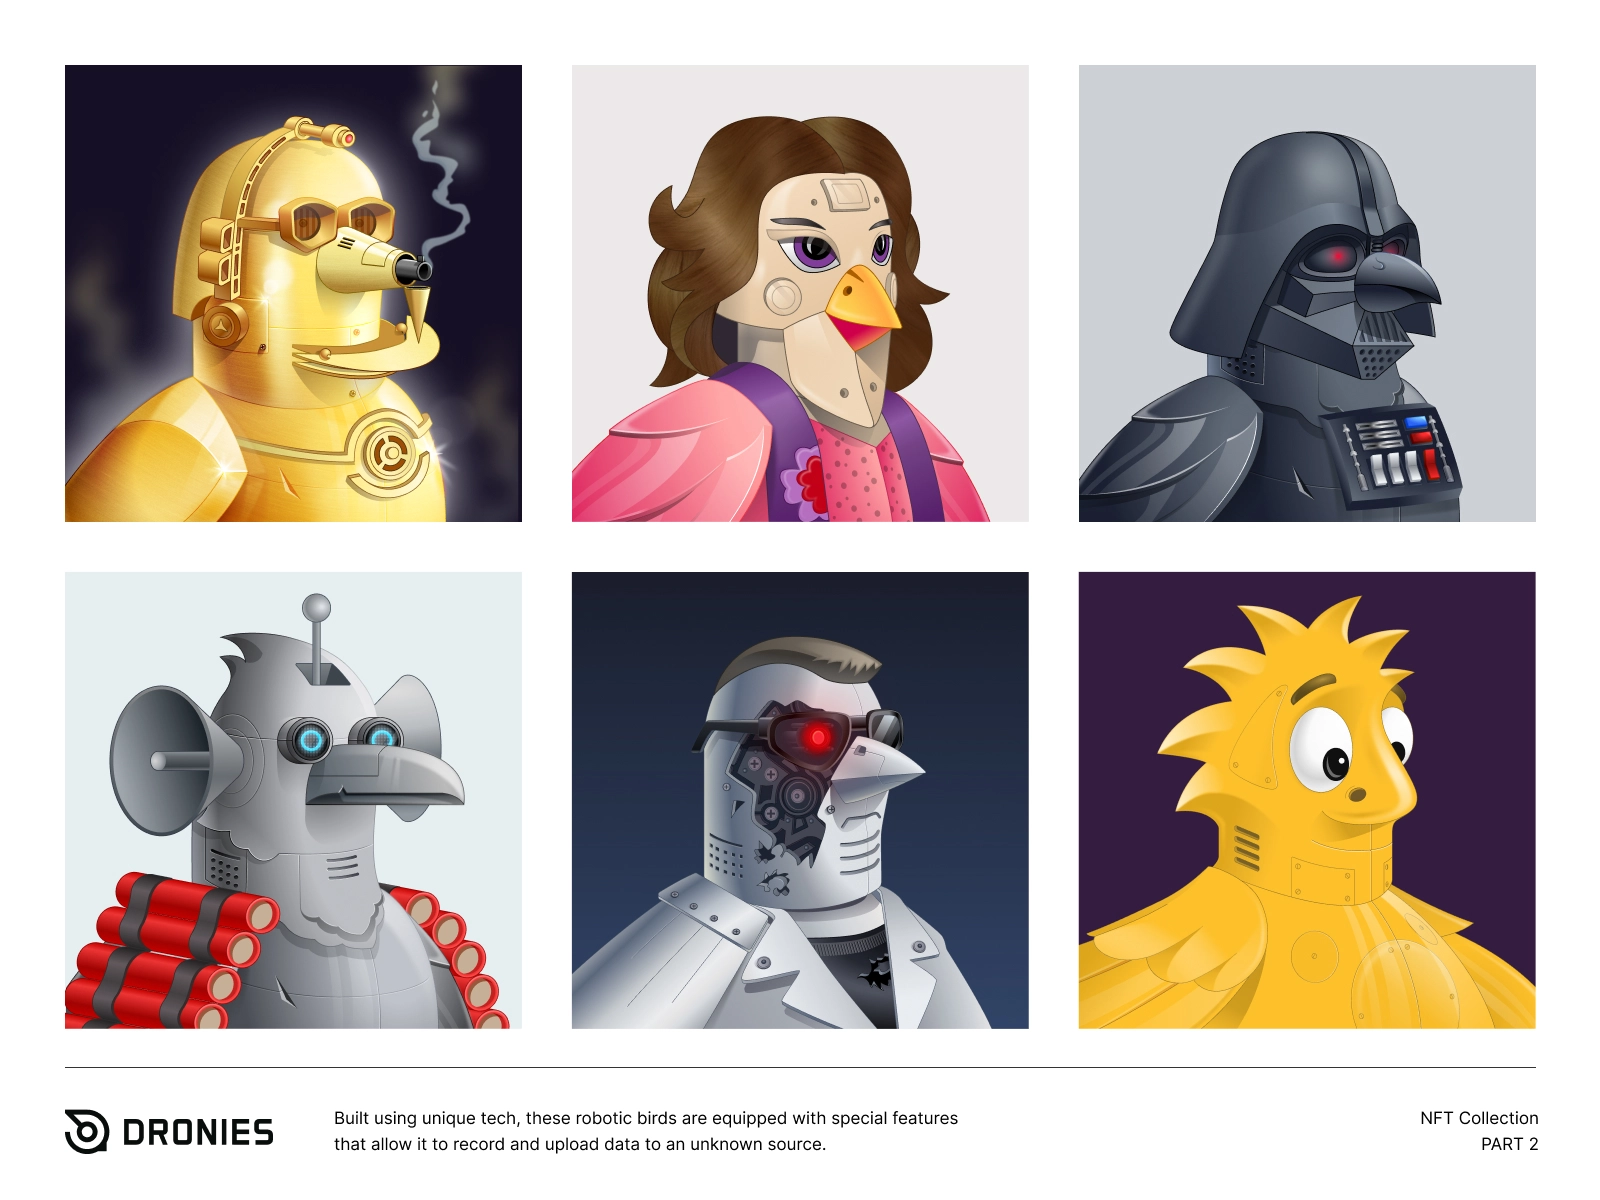 DRONIES
Built using unique tech, these robotic birds are equipped with special features
that allow it to record and upload data to an unknown source.
NFT Collection
PART 2